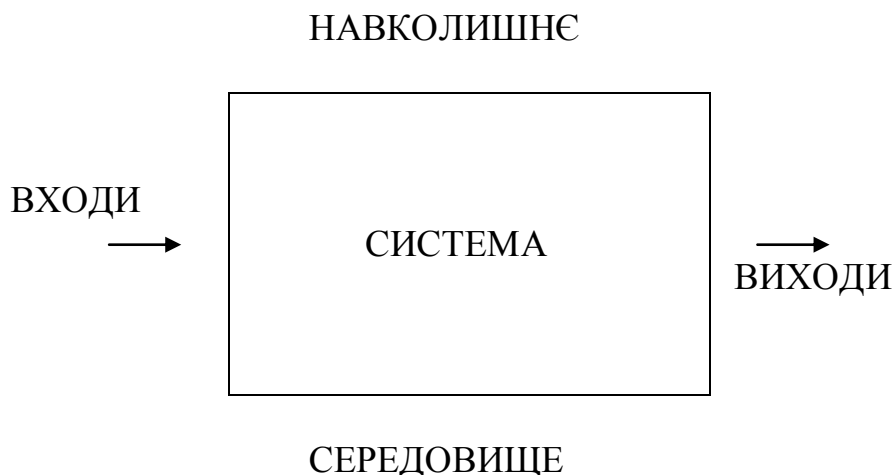 НАВКОЛИШНЄ
ВХОДИ
СИСТЕМА
ВИХОДИ
СЕРЕДОВИЩЕ